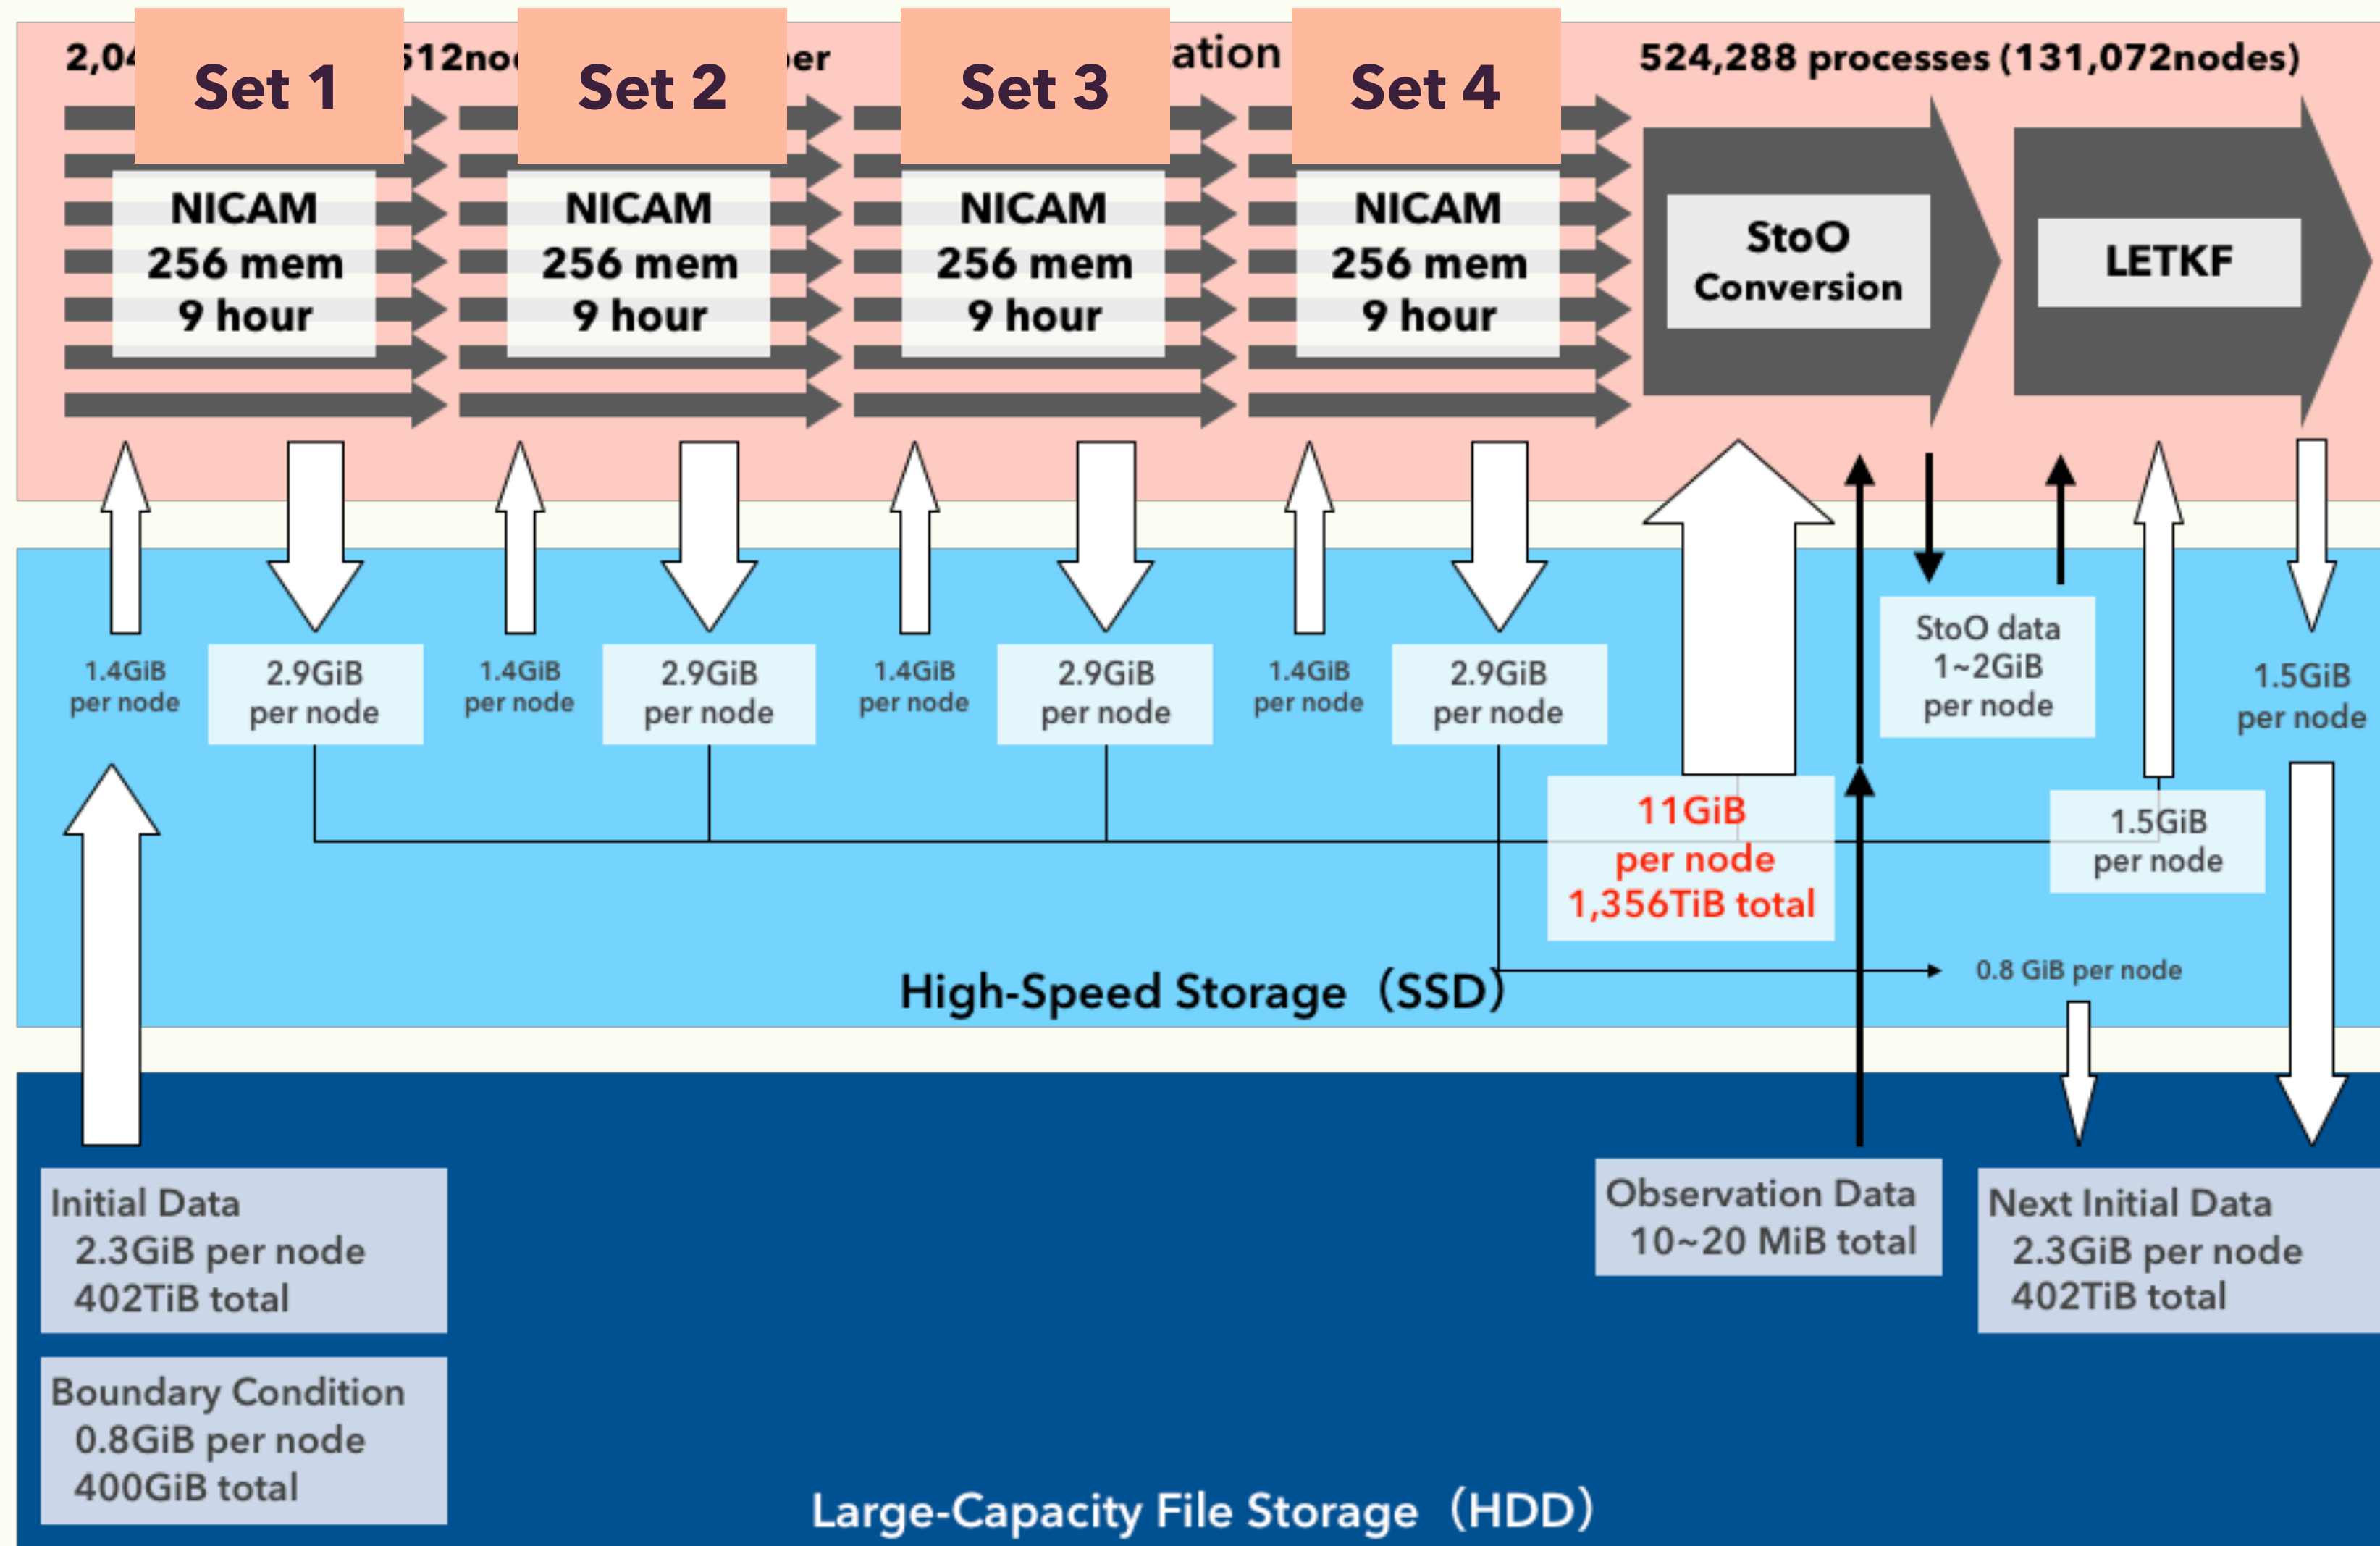 Set 1
Set 2
Set 3
Set 4
524,288 processes (131,072nodes)
NICAM
256 mem
9 hour
NICAM
256 mem
9 hour
NICAM
256 mem
9 hour
NICAM
256 mem
9 hour
StoO
Conversion
LETKF
1.4GiB
per node
2.9GiB
per node
1.4GiB
per node
2.9GiB
per node
1.4GiB
per node
2.9GiB
per node
1.4GiB
per node
2.9GiB
per node
11GiB
per node
1,356TiB total
StoO data
1~2GiB
per node
1.5GiB
per node
1.5GiB
per node
0.8 GiB per node
High-Speed Storage（SSD）
Initial Data
2.3GiB per node
402TiB total
Boundary Condition
0.8GiB per node
400GiB total
Observation Data
10~20 MiB total
Next Initial Data
2.3GiB per node
402TiB total
Large-Capacity File Storage（HDD）